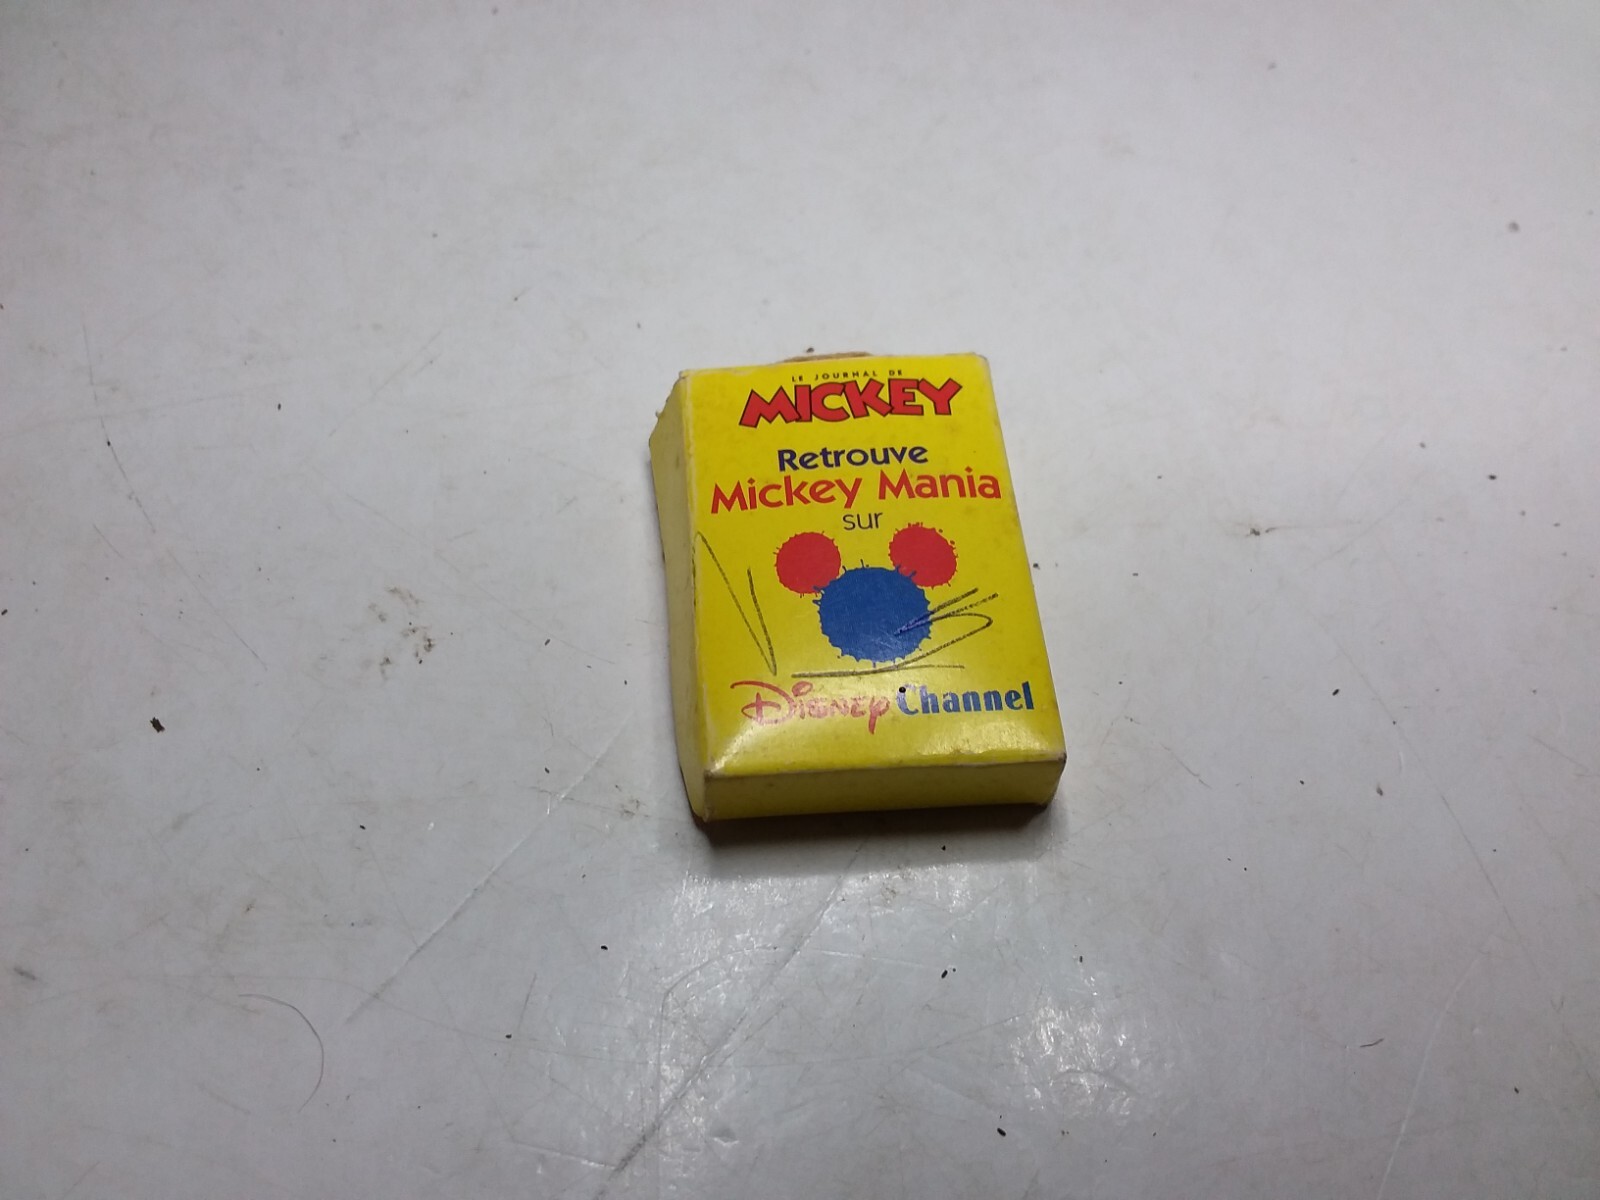 LE JOURNAL DE
MICKEY
Retrouve
Mickey Mania
sur
Disney Channel